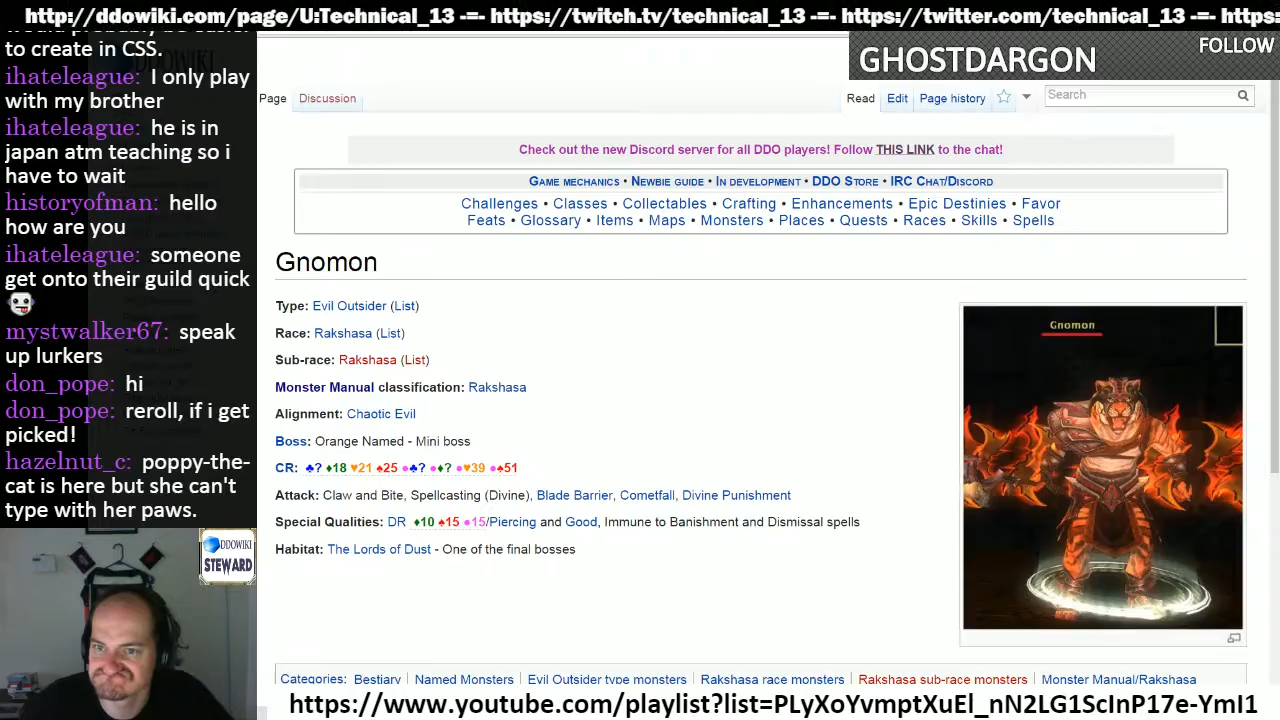 http://ddowiki.com/page/U:Technical_13 -=- https://twitch.tv/technical_13 -=- https://twitter.com/technical_13 -=- https:
to create in CSS.
ihateleague: I only play
with my brother
ihateleague: he is in
japan atm teaching so i
have to wait
historyofman: hello
how are you
ihateleague: someone
get onto their guild quick
mystwalker67: speak
up lurkers
don_pope: hi
don_pope: reroll, if i get
picked!
hazelnut_c: poppy-the-
cat is here but she can't
type with her paws.
DDOWIKI
STEWARD
GHOSTDARGON
FOLLOW
Page Discussion
Read Edit Page history
Search
Check out the new Discord server for all DDO players! Follow THIS LINK to the chat!
Game mechanics • Newbie guide • In development • DDO Store • IRC Chat/Discord
Challenges • Classes • Collectables • Crafting • Enhancements • Epic Destinies • Favor
Feats • Glossary • Items • Maps • Monsters • Places • Quests • Races • Skills • Spells
Gnomon
Type: Evil Outsider (List)
Race: Rakshasa (List)
Sub-race: Rakshasa (List)
Monster Manual classification: Rakshasa
Alignment: Chaotic Evil
Boss: Orange Named - Mini boss
CR: ♣? ♦18 ♥21 ♠25 ●♣? ●♦? ●♥39 ●♠51
Attack: Claw and Bite, Spellcasting (Divine), Blade Barrier, Cometfall, Divine Punishment
Special Qualities: DR ♦10 ♠15 ●15/Piercing and Good, Immune to Banishment and Dismissal spells
Habitat: The Lords of Dust - One of the final bosses
Gnomon
Categories: Bestiary Named Monsters Evil Outsider type monsters Rakshasa race monsters Rakshasa sub-race monsters Monster Manual/Rakshasa
https://www.youtube.com/playlist?list=PLyXoYvmptXuEl_nN2LG1ScInP17e-YmI1